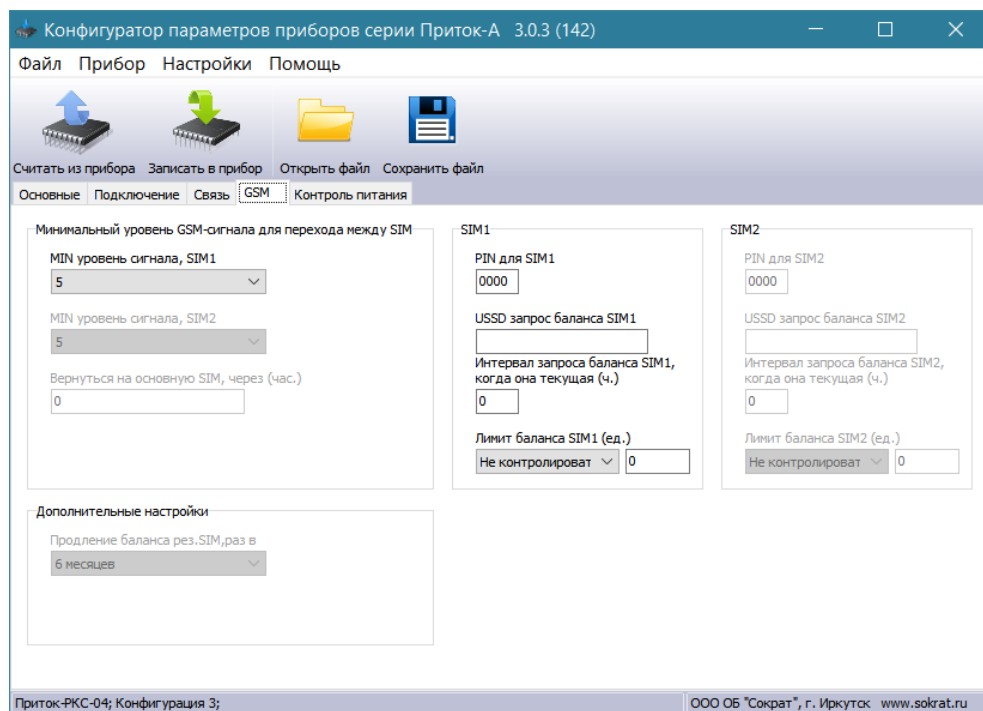 Конфигуратор параметров приборов серии Приток-А 3.0.3 (142)
Файл Прибор Настройки Помощь
Считать из прибора Записать в прибор Открыть файл Сохранить файл
Основные Подключение Связь GSM Контроль питания
Минимальный уровень GSM-сигнала для перехода между SIM
MIN уровень сигнала, SIM1
5
MIN уровень сигнала, SIM2
5
Вернуться на основную SIM, через (час.)
0
SIM1
PIN для SIM1
0000
USSD запрос баланса SIM1
Интервал запроса баланса SIM1,
когда она текущая (ч.)
0
Лимит баланса SIM1 (ед.)
Не контролироват 0
SIM2
PIN для SIM2
0000
USSD запрос баланса SIM2
Интервал запроса баланса SIM2,
когда она текущая (ч.)
0
Лимит баланса SIM2 (ед.)
Не контролироват 0
Дополнительные настройки
Продление баланса рез.SIM,раз в
6 месяцев
Приток-РКС-04; Конфигурация 3;
ООО ОБ "Сократ", г. Иркутск www.sokrat.ru